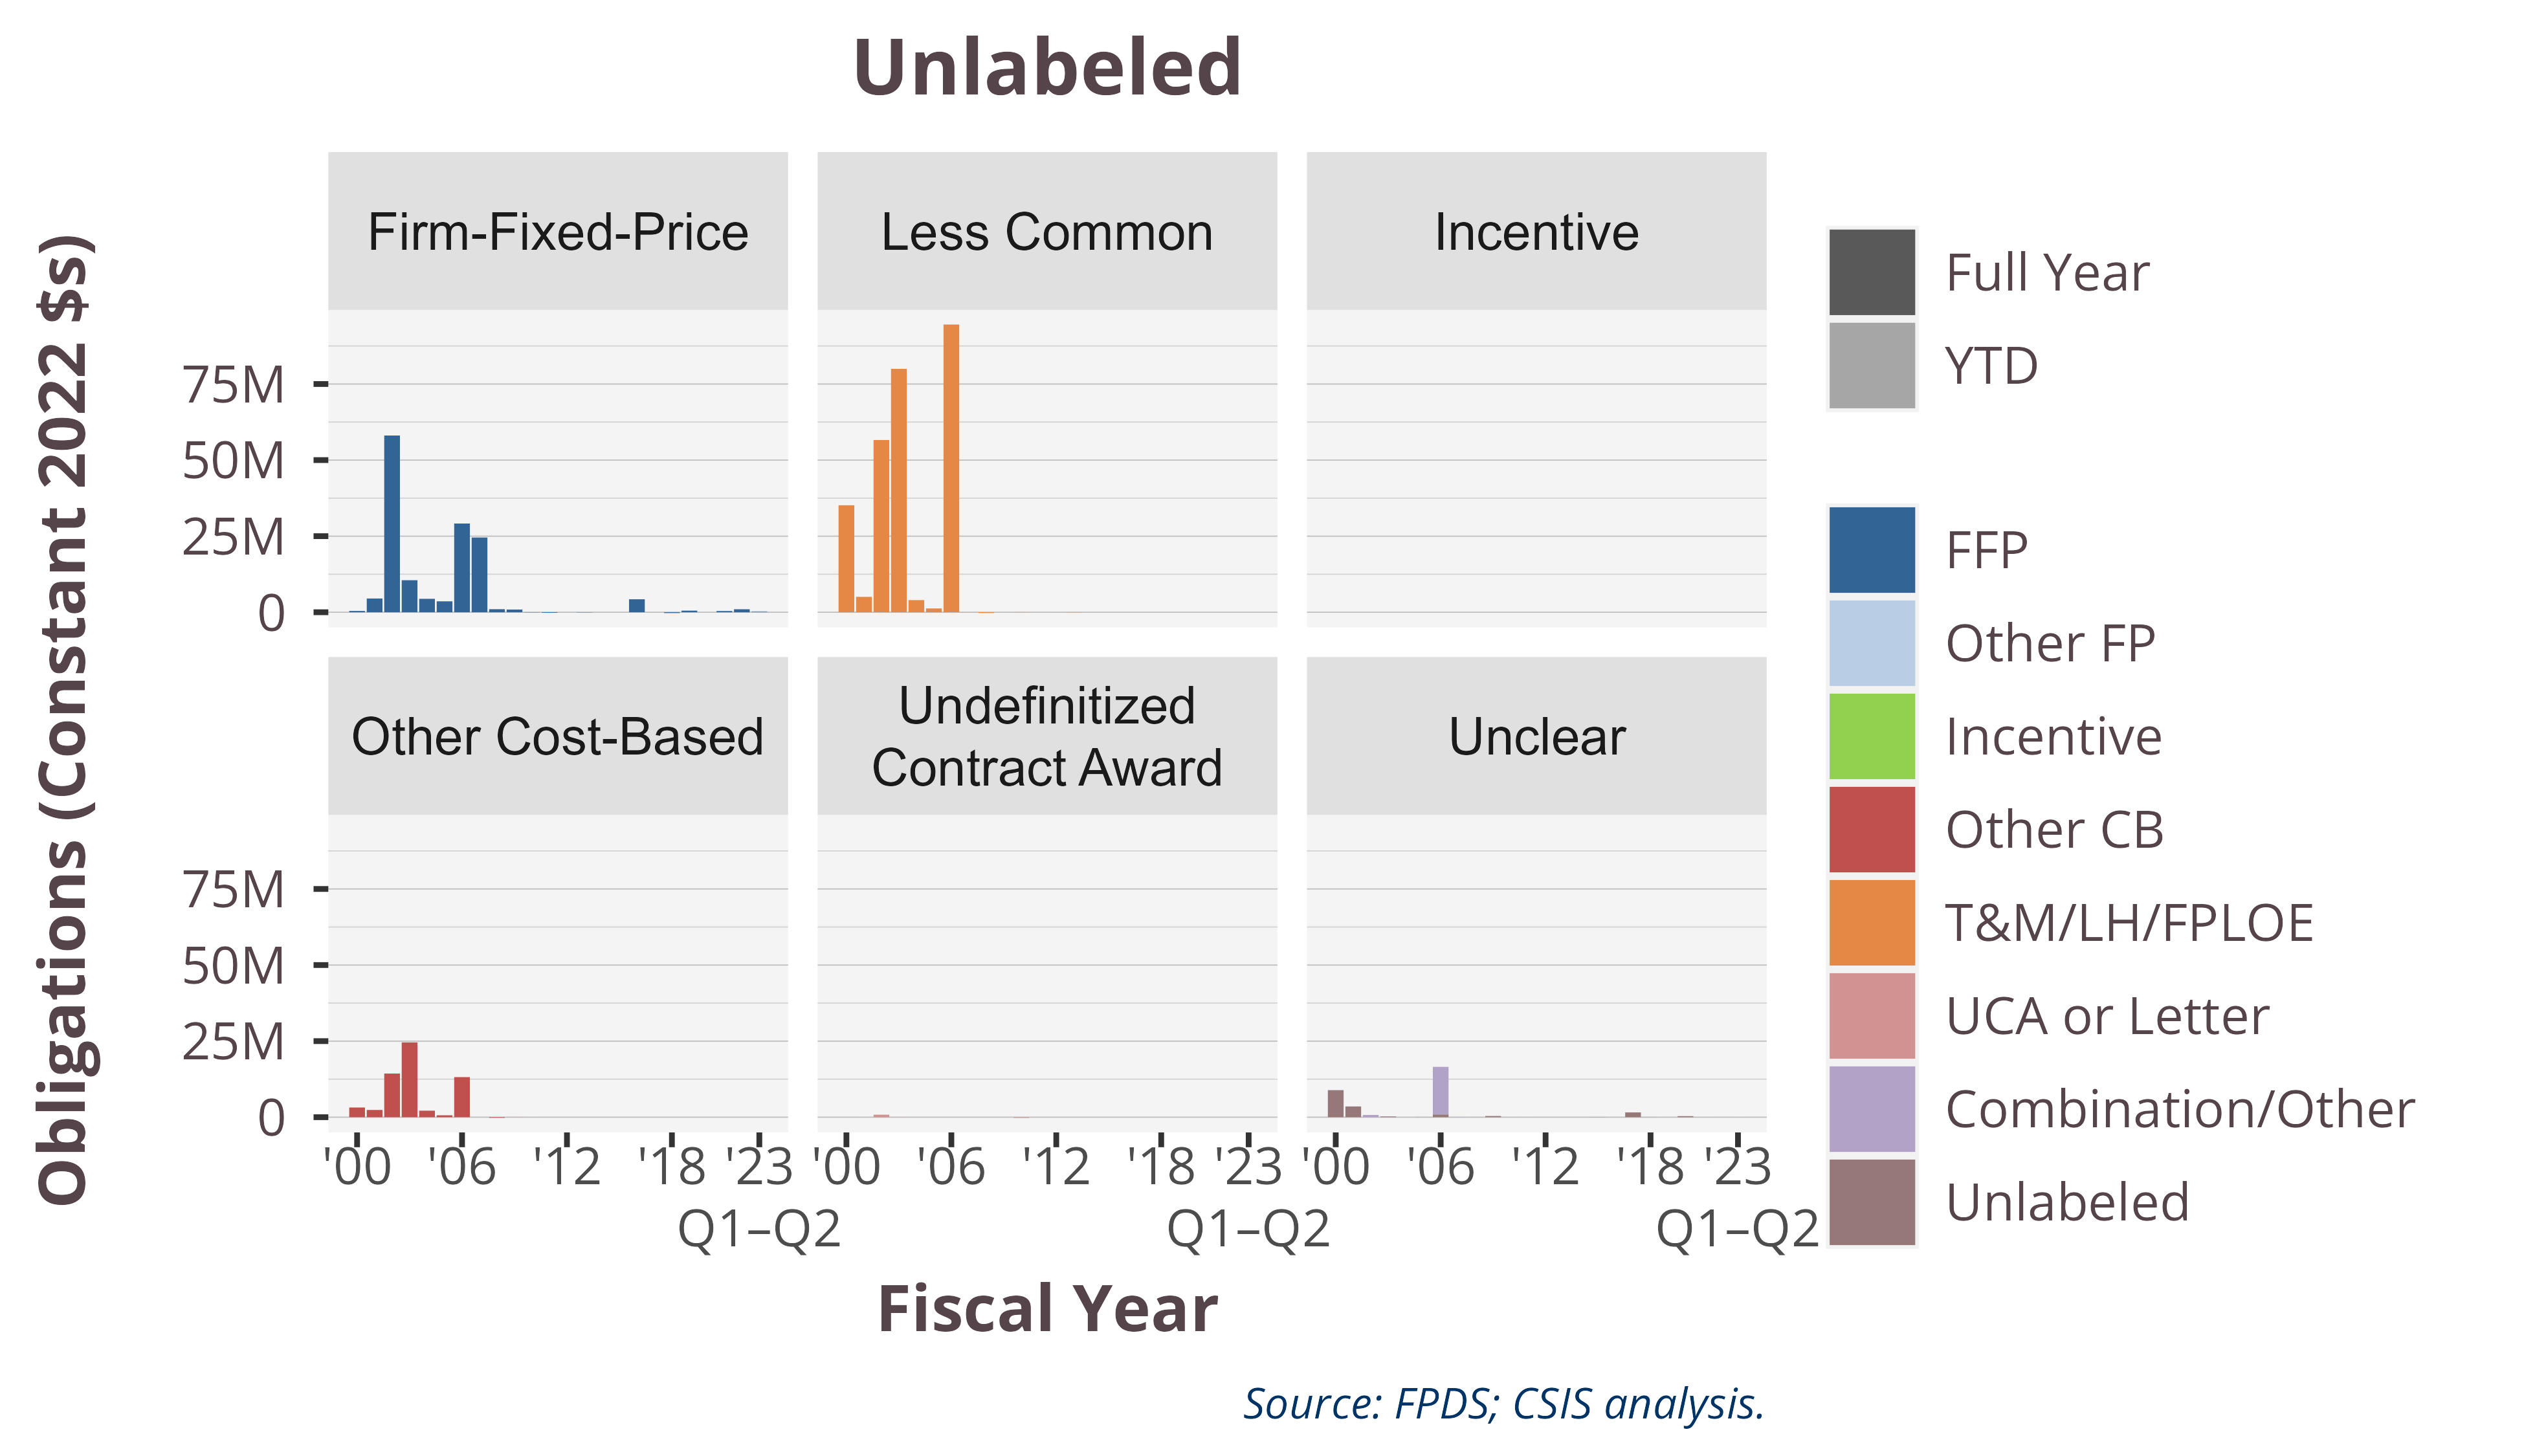 Unlabeled
Obligations (Constant 2022 $s)
Firm-Fixed-Price
Less Common
Incentive
75M
50M
25M
0
Other Cost-Based
Undefinitized
Contract Award
Unclear
75M
50M
25M
0
'00 '06 '12 '18 '23
Q1–Q2
'00 '06 '12 '18 '23
Q1–Q2
'00 '06 '12 '18 '23
Q1–Q2
Fiscal Year
Full Year
YTD
FFP
Other FP
Incentive
Other CB
T&M/LH/FPLOE
UCA or Letter
Combination/Other
Unlabeled
Source: FPDS; CSIS analysis.